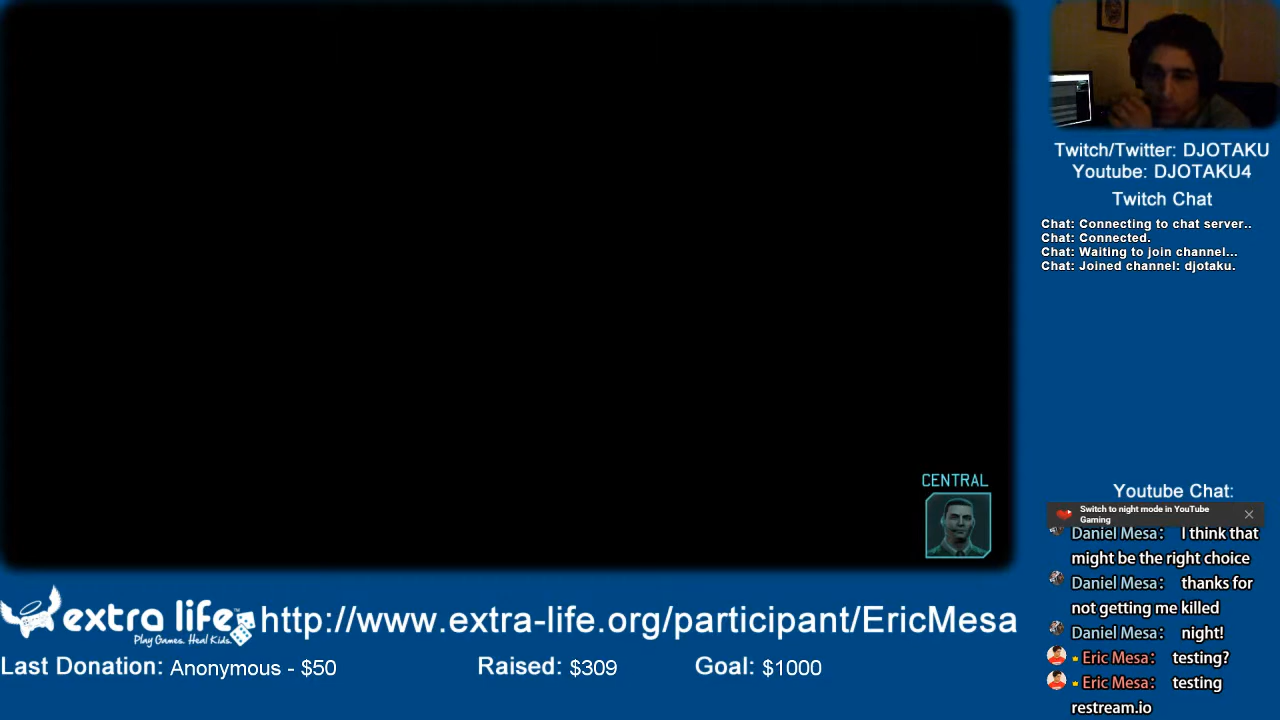 Twitch/Twitter: DJOTAKU
Youtube: DJOTAKU4
Twitch Chat
Chat: Connecting to chat server..
Chat: Connected.
Chat: Waiting to join channel...
Chat: Joined channel: djotaku.
CENTRAL
Youtube Chat:
Switch to night mode in YouTube
Gaming
Daniel Mesa: I think that
might be the right choice
Daniel Mesa: thanks for
not getting me killed
Daniel Mesa: night!
Eric Mesa: testing?
Eric Mesa: testing
restream.io
extra life™
Play Games. Heal Kids.
http://www.extra-life.org/participant/EricMesa
Last Donation: Anonymous - $50
Raised: $309
Goal: $1000